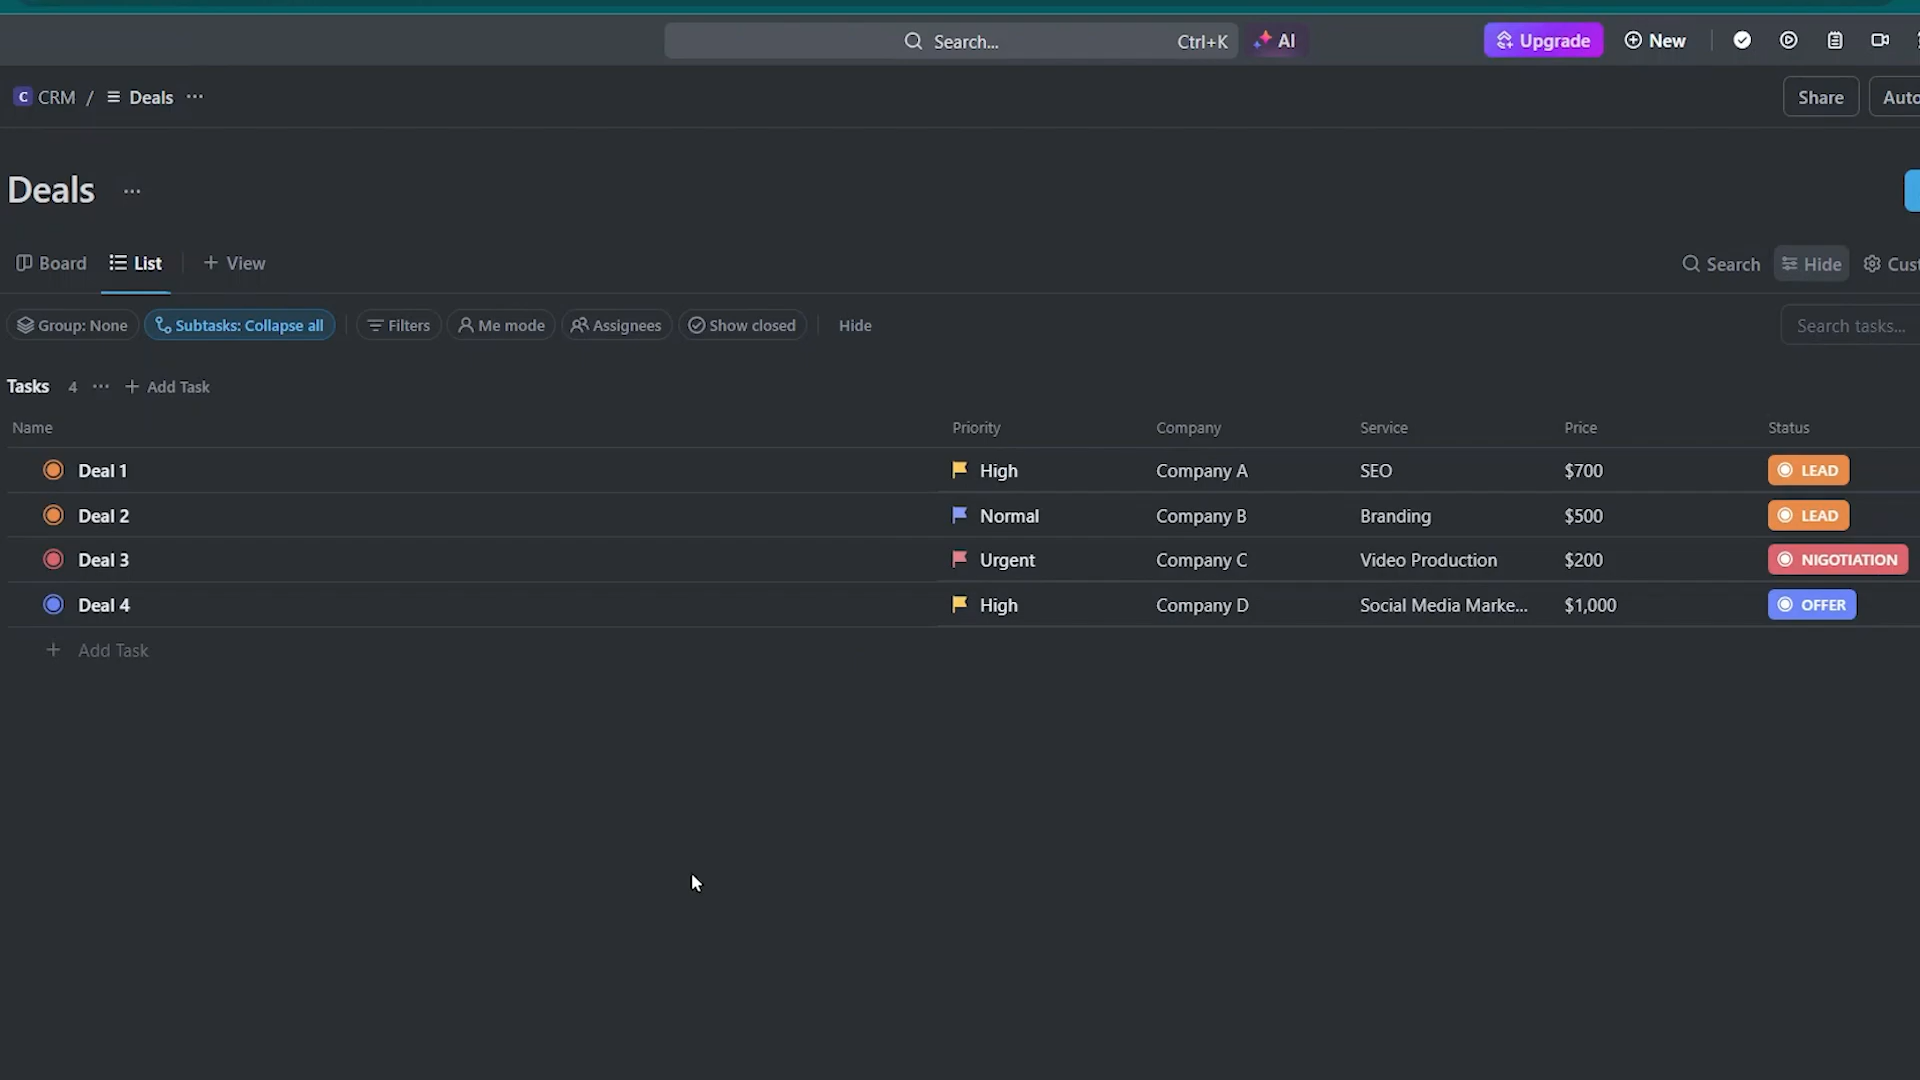 Search... Ctrl+K AI Upgrade New
C CRM / Deals ... Share Auto
Deals ...
Board List + View Search Hide Cust
Group: None Subtasks: Collapse all Filters Me mode Assignees Show closed Hide Search tasks...
Tasks 4 ... + Add Task
Name Priority Company Service Price Status
Deal 1 High Company A SEO $700 LEAD
Deal 2 Normal Company B Branding $500 LEAD
Deal 3 Urgent Company C Video Production $200 NIGOTIATION
Deal 4 High Company D Social Media Marke... $1,000 OFFER
+ Add Task